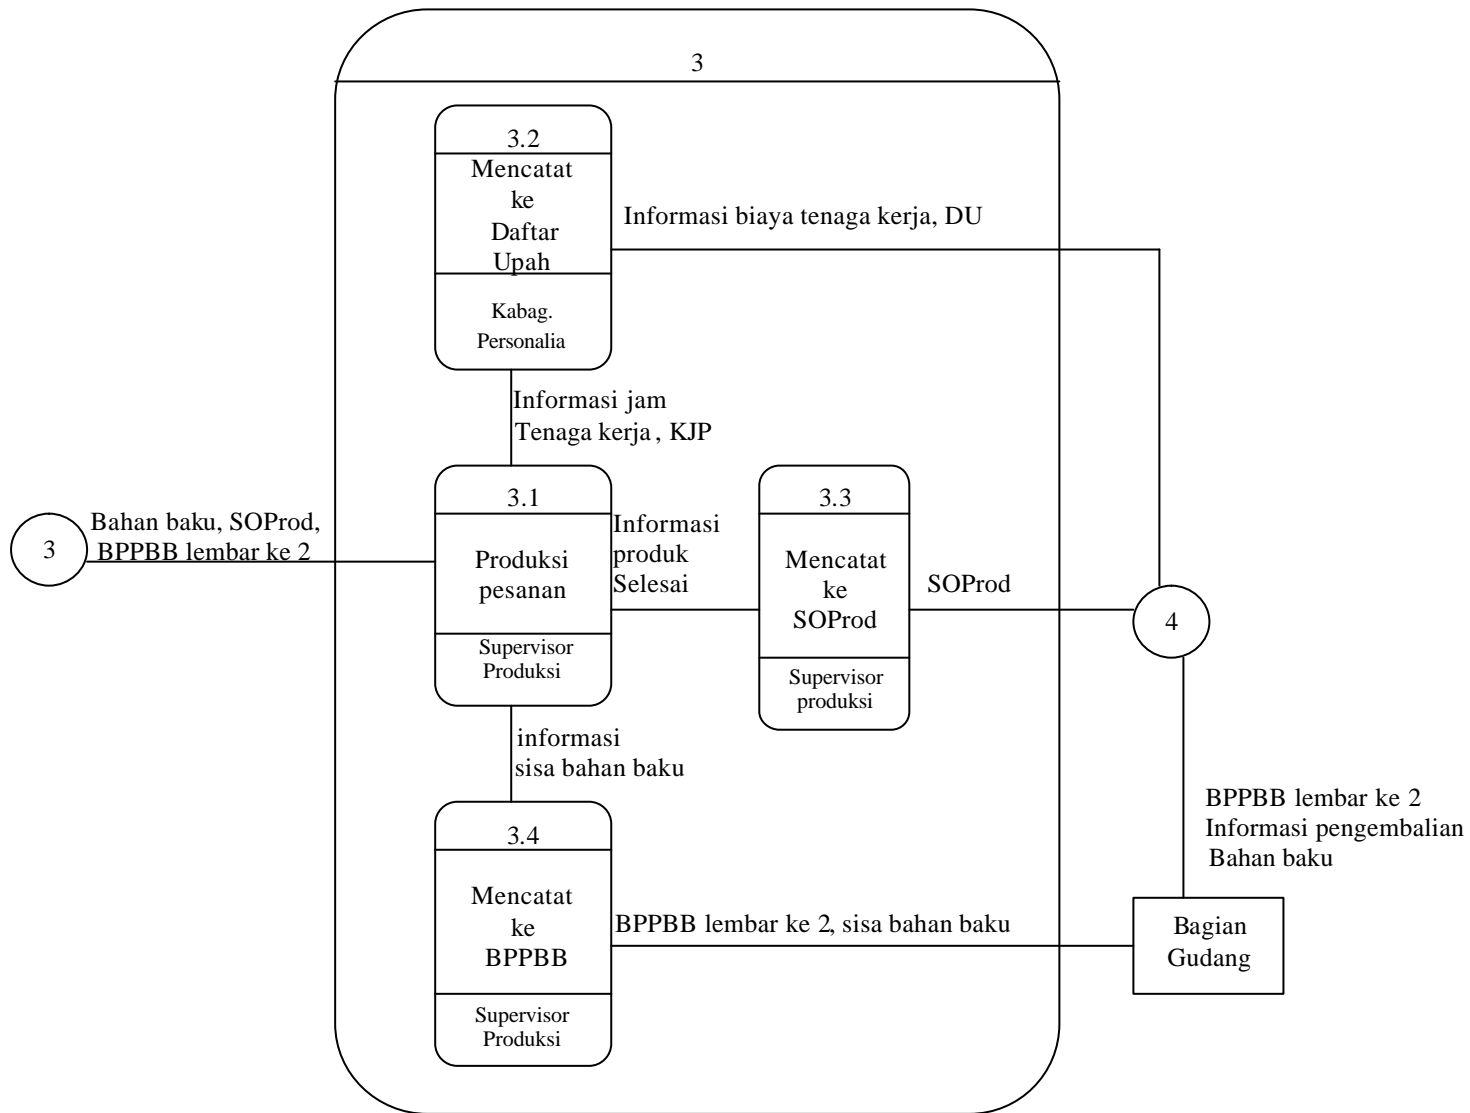 3
3.2
Mencatat
ke
Daftar
Upah
Kabag.
Personalia
Informasi biaya tenaga kerja, DU
Informasi jam
Tenaga kerja, KJP
3
Bahan baku, SOProd,
BPPBB lembar ke 2
3.1
Produksi
pesanan
Supervisor
Produksi
Informasi
produk
Selesai
3.3
Mencatat
ke
SOProd
Supervisor
produksi
SOProd
4
informasi
sisa bahan baku
BPPBB lembar ke 2
Informasi pengembalian
Bahan baku
3.4
Mencatat
ke
BPPBB
Supervisor
Produksi
BPPBB lembar ke 2, sisa bahan baku
Bagian
Gudang